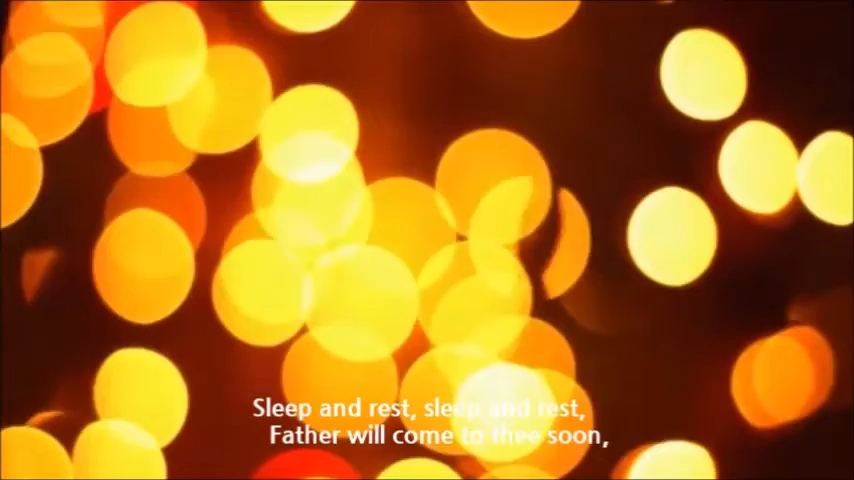 Sleep and rest, sleep and rest,
Father will come to thee soon,